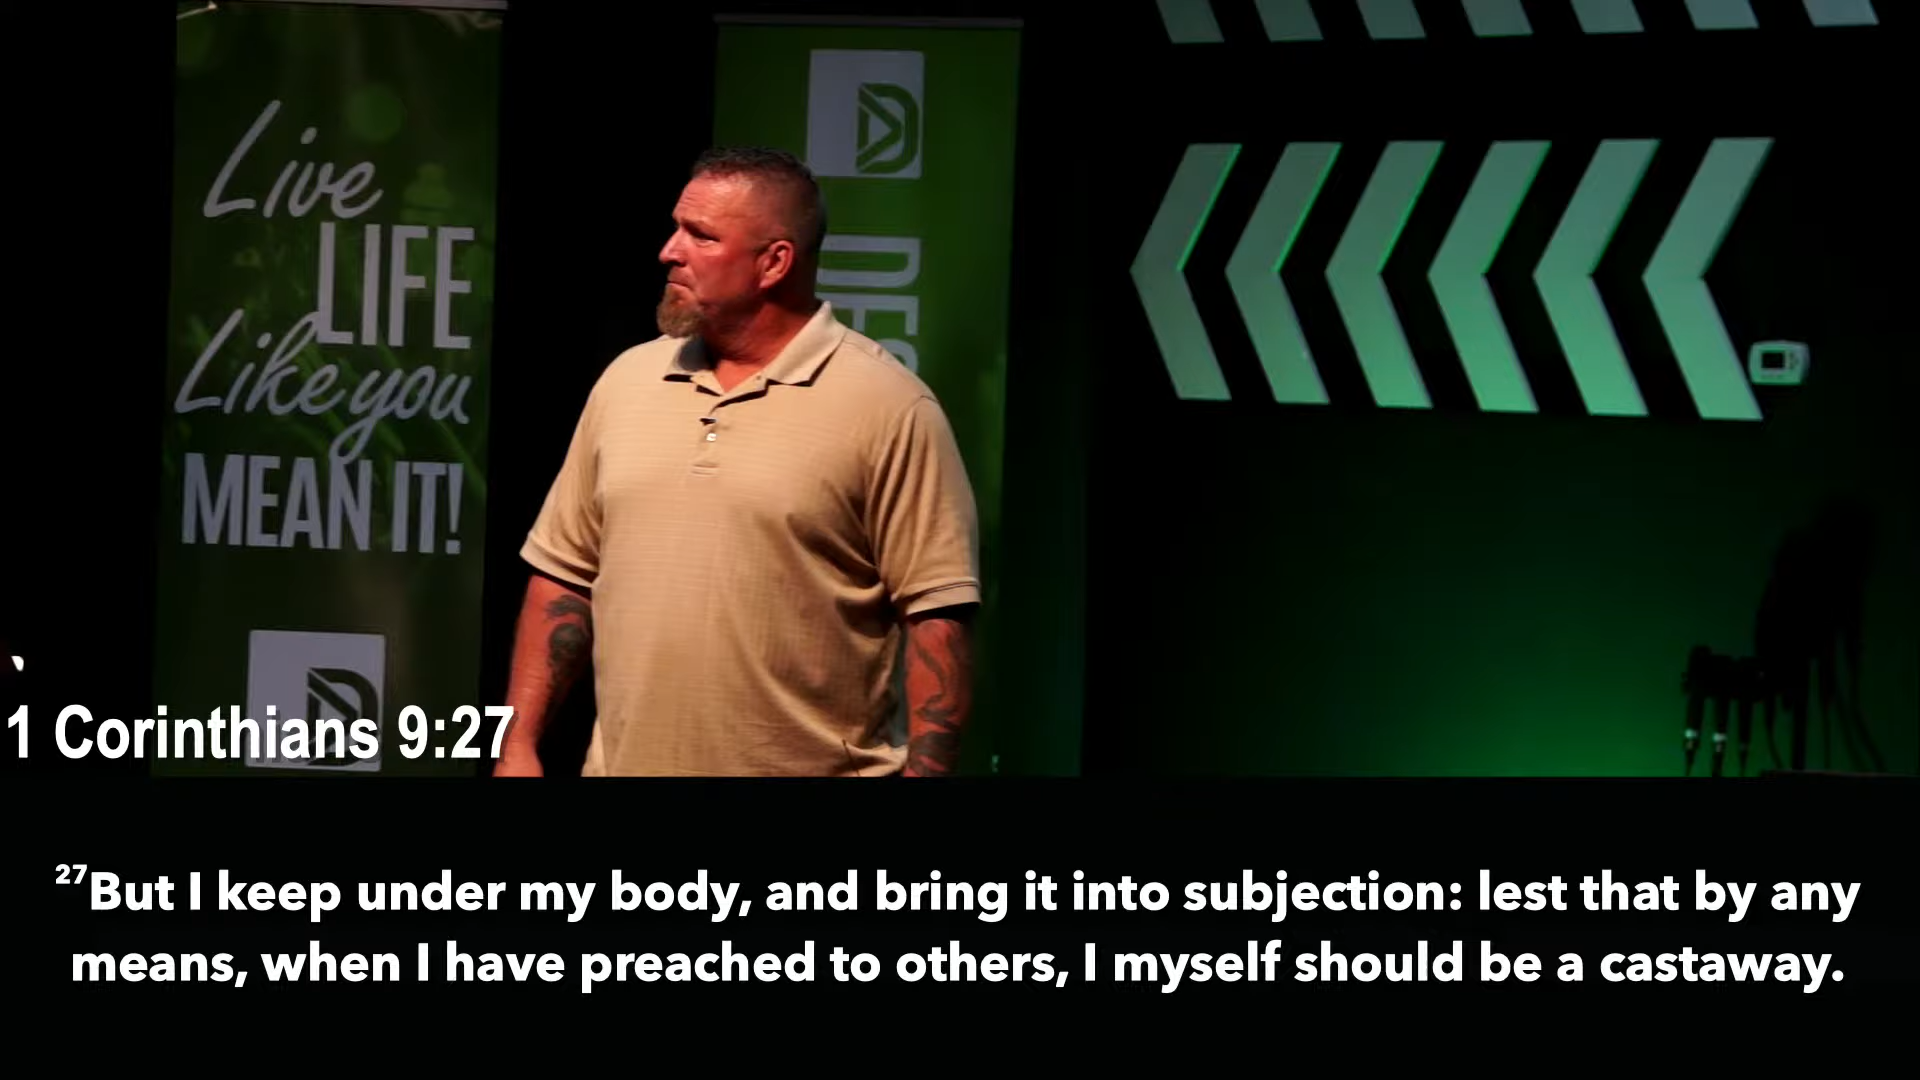 Live
LIFE
Like you
MEAN IT!
1 Corinthians 9:27
27But I keep under my body, and bring it into subjection: lest that by any
means, when I have preached to others, I myself should be a castaway.